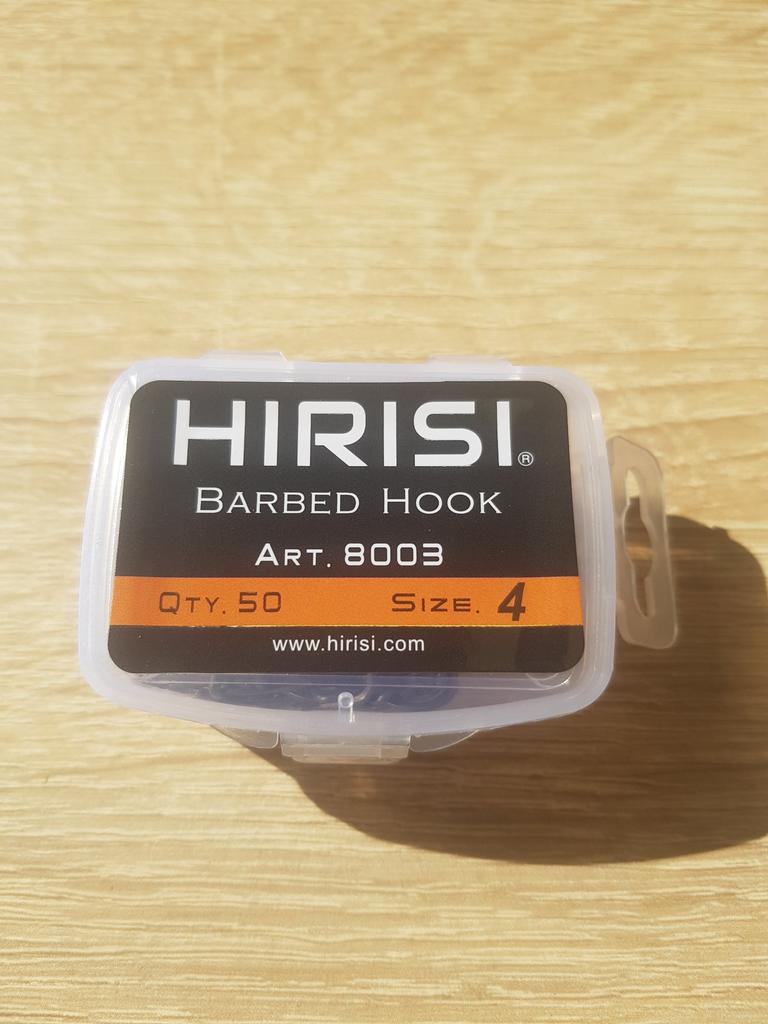 HIRISI®
BARBED HOOK
ART. 8003
QTY. 50 SIZE. 4
www.hirisi.com